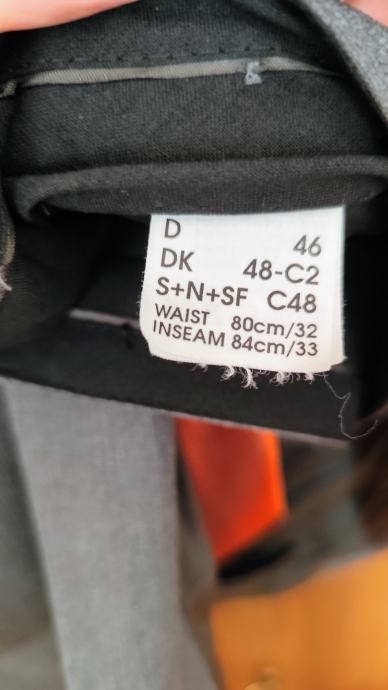 D 46
DK 48-C2
S+N+SF C48
WAIST 80cm/32
INSEAM 84cm/33